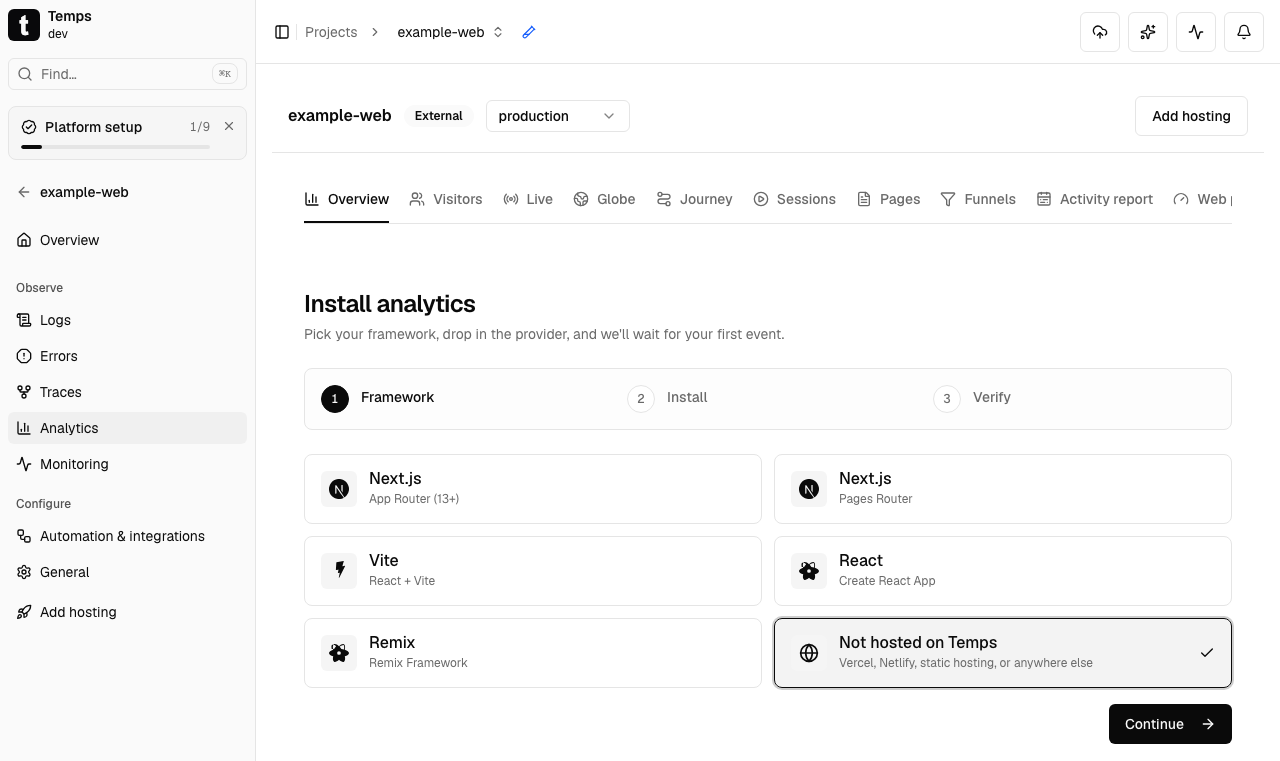 Temps
dev
Find...
⌘K
Platform setup
1/9
example-web
Overview
Observe
Logs
Errors
Traces
Analytics
Monitoring
Configure
Automation & integrations
General
Add hosting
Projects
example-web
example-web
External
production
Add hosting
Overview
Visitors
Live
Globe
Journey
Sessions
Pages
Funnels
Activity report
Web
Install analytics
Pick your framework, drop in the provider, and we'll wait for your first event.
1
Framework
2
Install
3
Verify
Next.js
App Router (13+)
Next.js
Pages Router
Vite
React + Vite
React
Create React App
Remix
Remix Framework
Not hosted on Temps
Vercel, Netlify, static hosting, or anywhere else
Continue